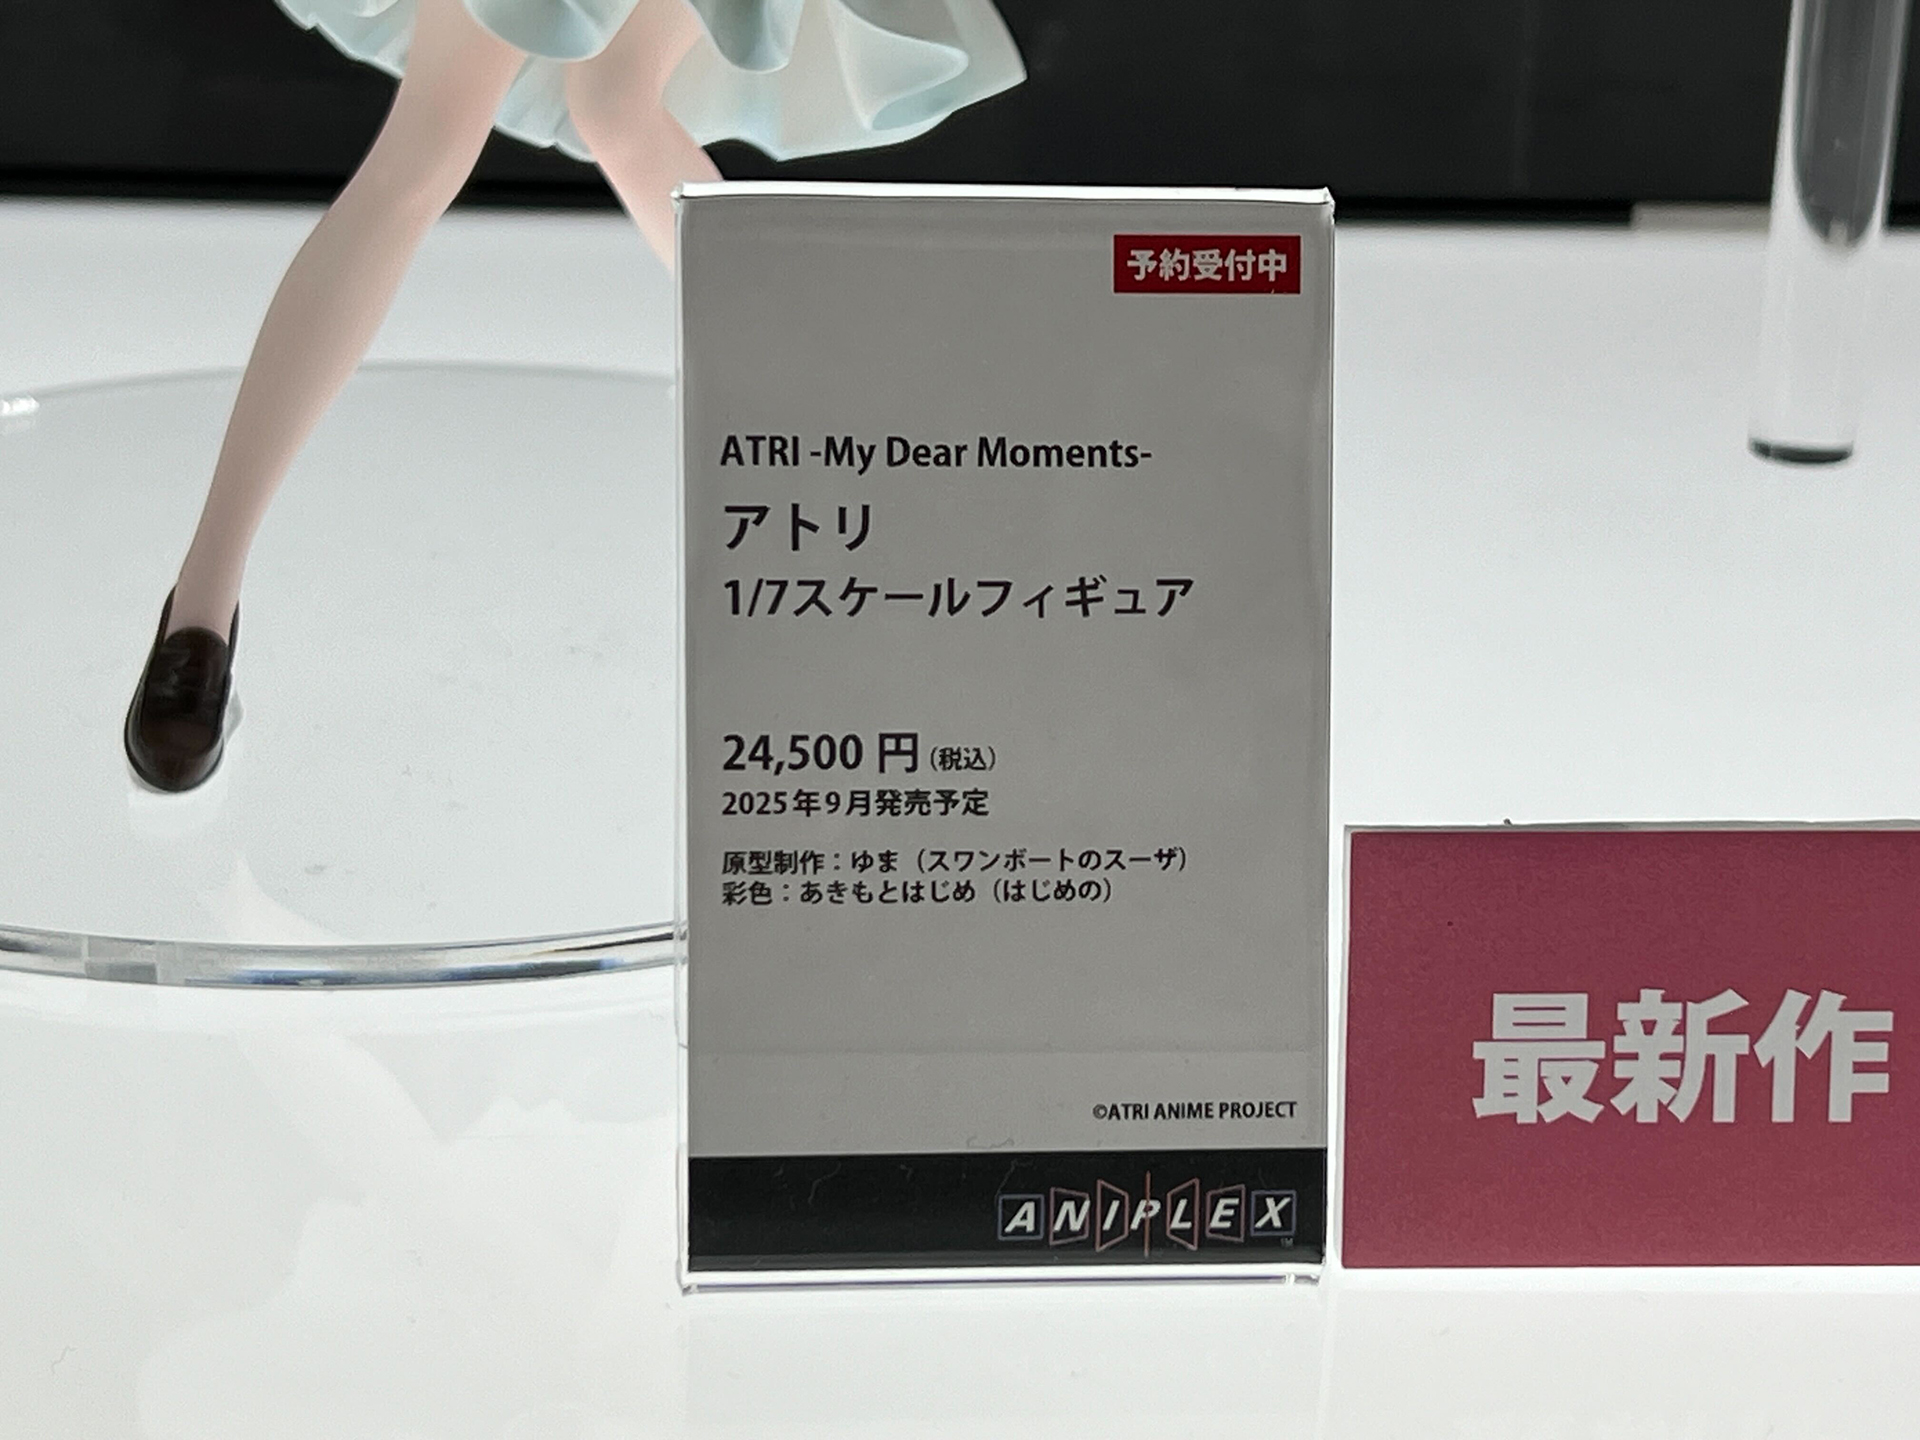 予約受付中
ATRI -My Dear Moments-
アトリ
1/7スケールフィギュア
24,500 円(税込)
2025年9月発売予定
原型制作：ゆま（スワンボートのスーザ）
彩色：あきもとはじめ（はじめの）
©ATRI ANIME PROJECT
ANIPLEX
最新作